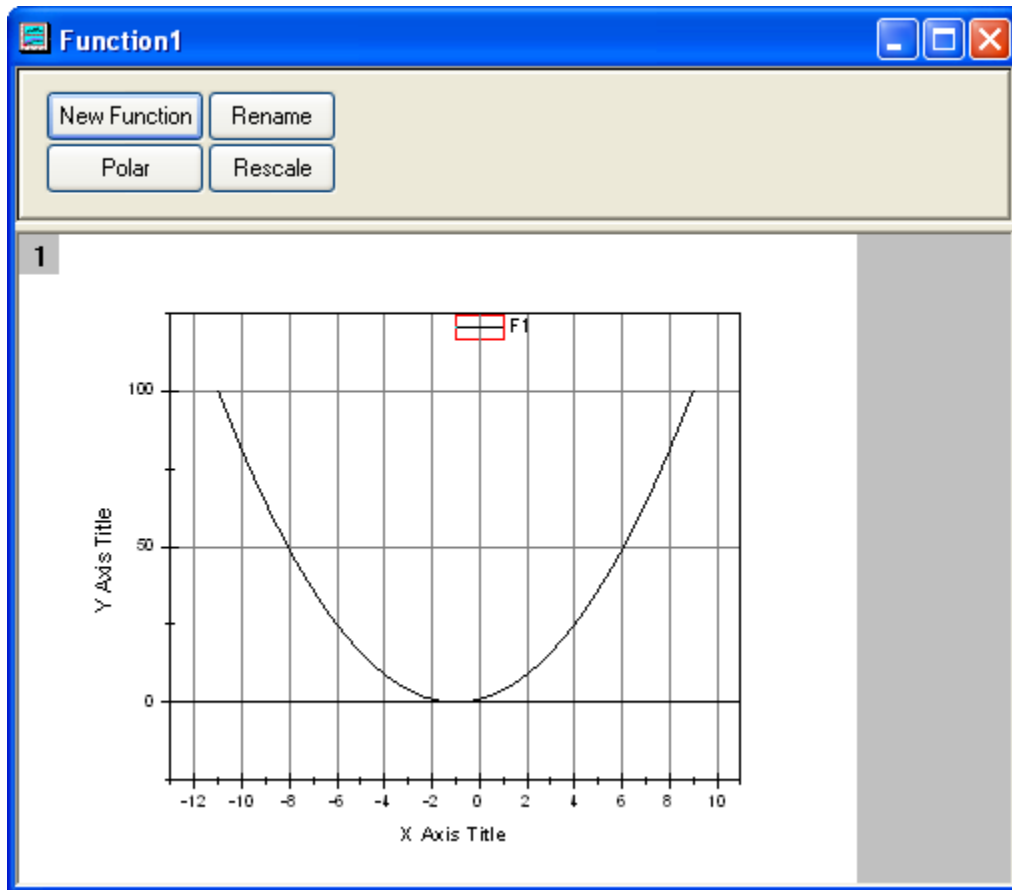 Function1
New Function Rename
Polar Rescale
1
F1
100
50
0
Y Axis Title
-12 -10 -8 -6 -4 -2 0 2 4 6 8 10
X Axis Title